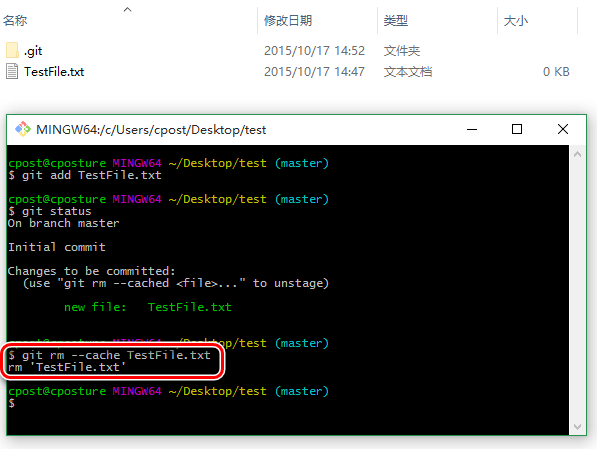 名称 修改日期 类型 大小
.git 2015/10/17 14:52 文件夹
TestFile.txt 2015/10/17 14:47 文本文档 0 KB
MINGW64:/c/Users/cpost/Desktop/test
cpost@cposture MINGW64 ~/Desktop/test (master)
$ git add TestFile.txt
cpost@cposture MINGW64 ~/Desktop/test (master)
$ git status
On branch master
Initial commit
Changes to be committed:
(use "git rm --cached <file>..." to unstage)
new file: TestFile.txt
cpost@cposture MINGW64 ~/Desktop/test (master)
$ git rm --cache TestFile.txt
rm 'TestFile.txt'
cpost@cposture MINGW64 ~/Desktop/test (master)
$